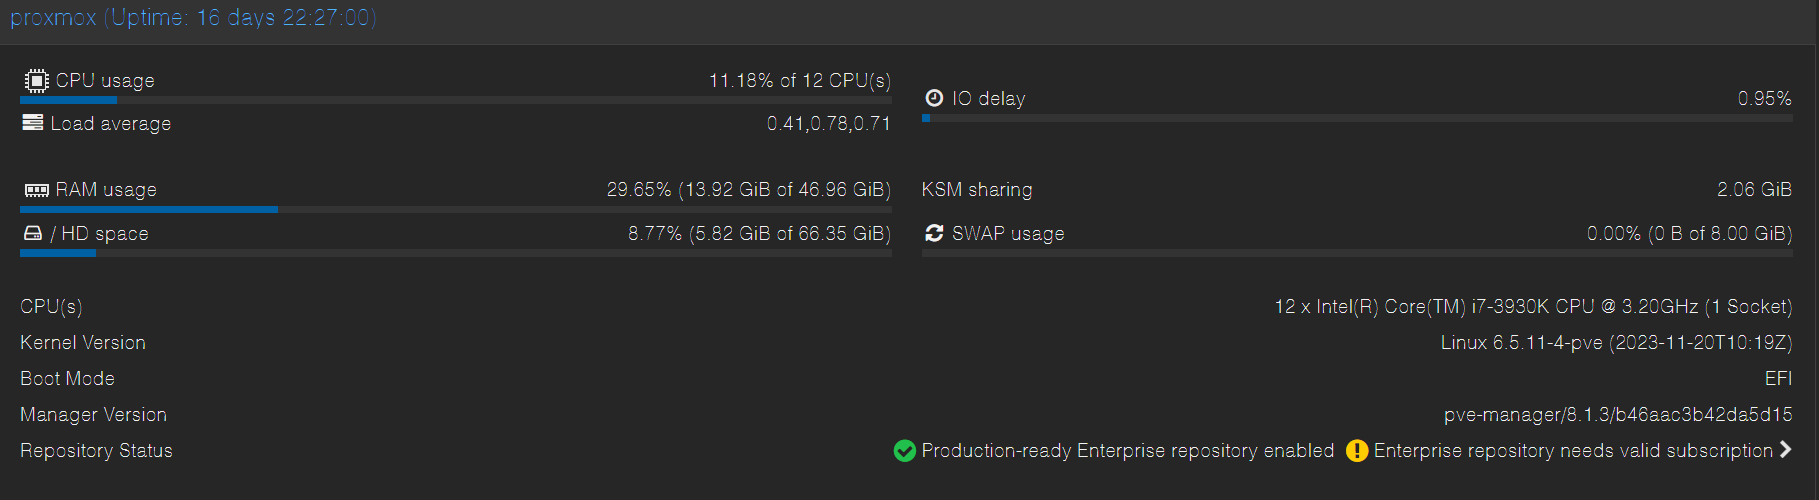 proxmox (Uptime: 16 days 22:27:00)
CPU usage 11.18% of 12 CPU(s)
IO delay 0.95%
Load average 0.41,0.78,0.71
RAM usage 29.65% (13.92 GiB of 46.96 GiB)
KSM sharing 2.06 GiB
/ HD space 8.77% (5.82 GiB of 66.35 GiB)
SWAP usage 0.00% (0 B of 8.00 GiB)
CPU(s) 12 x Intel(R) Core(TM) i7-3930K CPU @ 3.20GHz (1 Socket)
Kernel Version Linux 6.5.11-4-pve (2023-11-20T10:19Z)
Boot Mode EFI
Manager Version pve-manager/8.1.3/b46aac3b42da5d15
Repository Status Production-ready Enterprise repository enabled Enterprise repository needs valid subscription